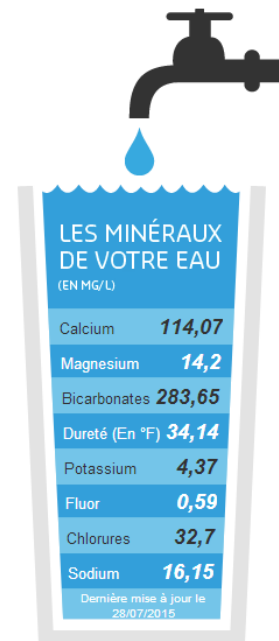 LES MINÉRAUX
DE VOTRE EAU
(EN MG/L)
Calcium 114,07
Magnesium 14,2
Bicarbonates 283,65
Dureté (En °F) 34,14
Potassium 4,37
Fluor 0,59
Chlorures 32,7
Sodium 16,15
Dernière mise à jour le
28/07/2015